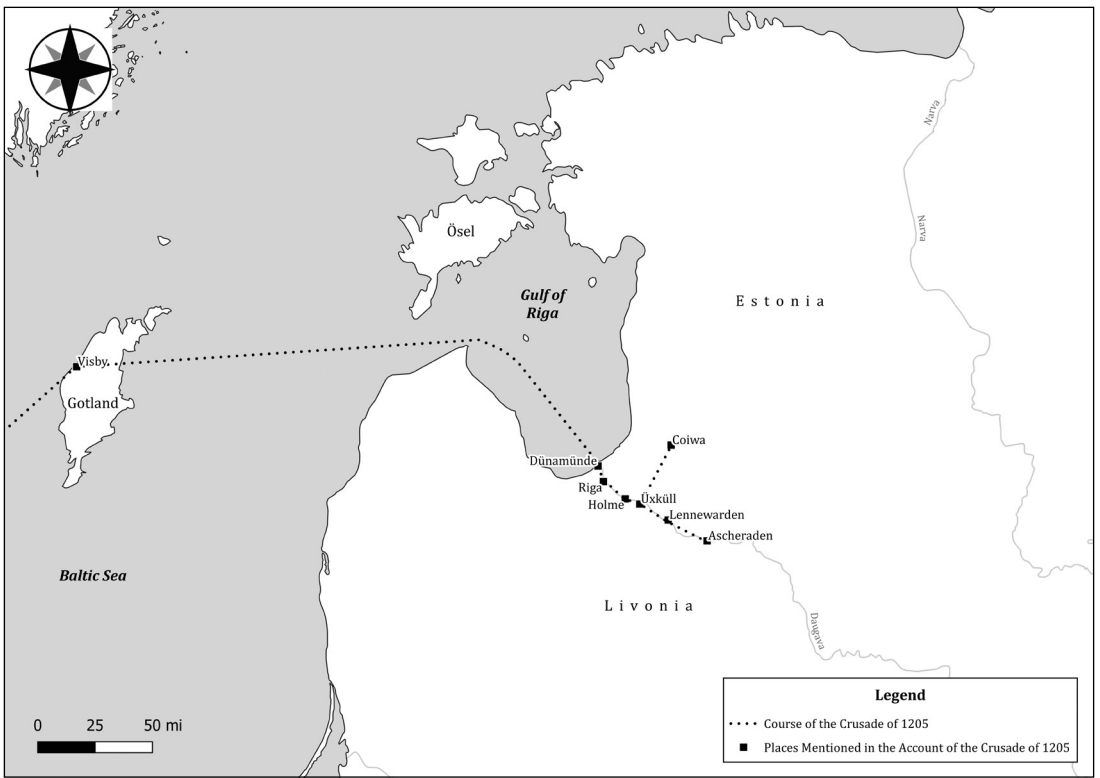 Narva
Narva
Ösel
Gulf of
Riga
Estonia
Visby
Gotland
Coiwa
Dünamünde
Riga
Holme
Üxküll
Lennewarden
Ascheraden
Baltic Sea
Livonia
Daugava
Legend
Course of the Crusade of 1205
Places Mentioned in the Account of the Crusade of 1205
0 25 50 mi